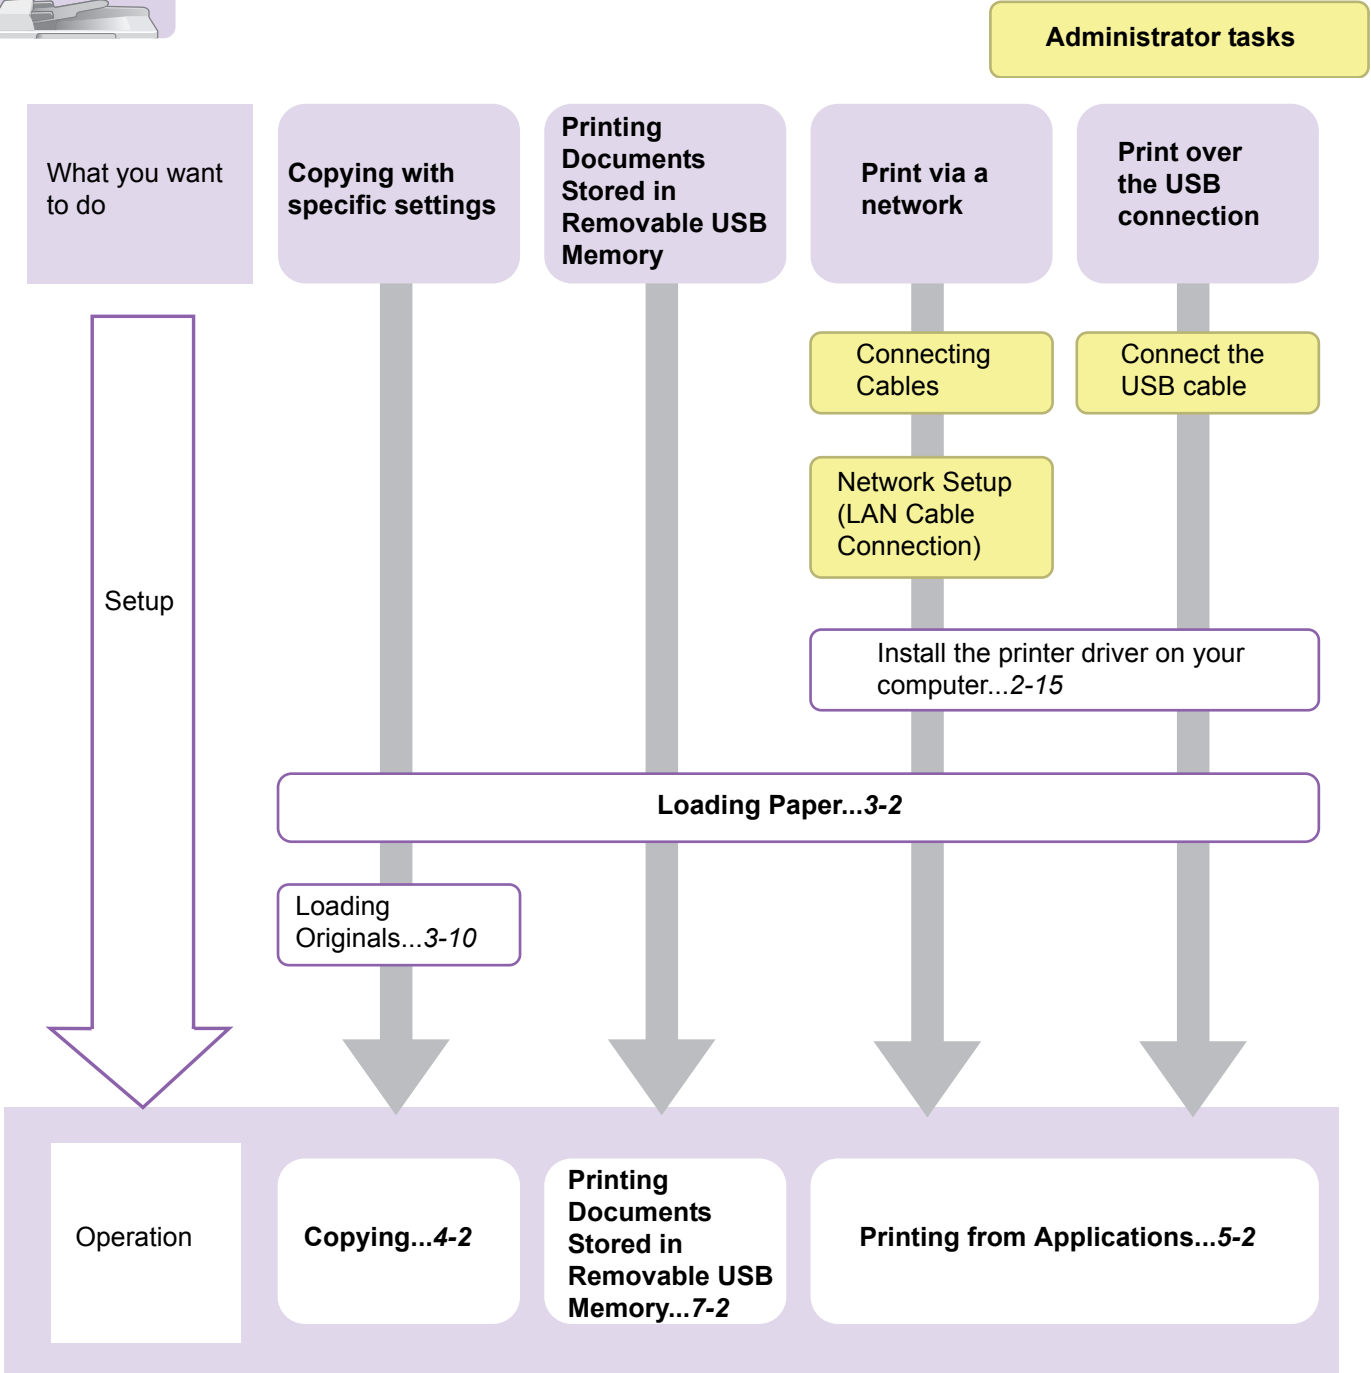 Administrator tasks
What you want
to do
Copying with
specific settings
Printing
Documents
Stored in
Removable USB
Memory
Print via a
network
Print over
the USB
connection
Setup
Connecting
Cables
Connect the
USB cable
Network Setup
(LAN Cable
Connection)
Install the printer driver on your
computer...2-15
Loading Paper...3-2
Loading
Originals...3-10
Operation
Copying...4-2
Printing
Documents
Stored in
Removable USB
Memory...7-2
Printing from Applications...5-2